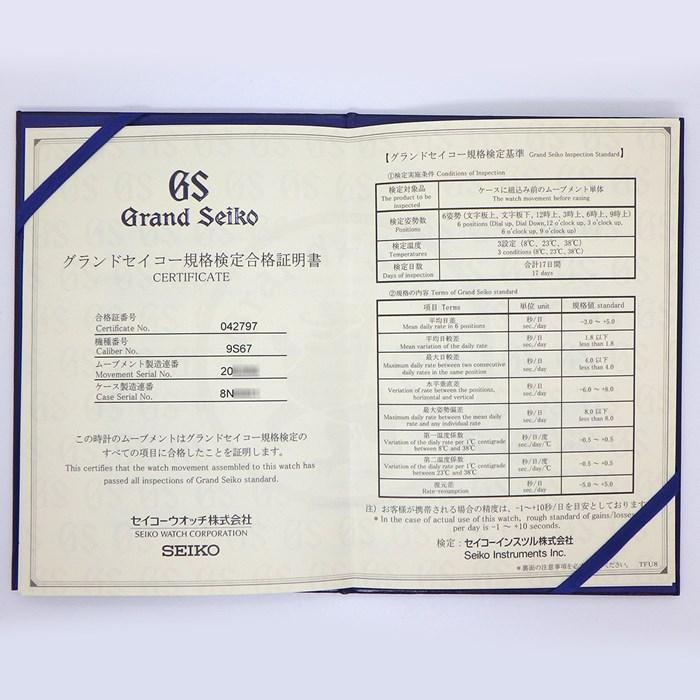 GS
Grand Seiko
グランドセイコー規格検定合格証明書
CERTIFICATE
合格証番号
Certificate No. 042797
機種番号
Caliber No. 9S67
ムーブメント製造連番
Movement Serial No. 20
ケース製造連番
Case Serial No. 8N
この時計のムーブメントはグランドセイコー規格検定の
すべての項目に合格したことを証明します。
This certifies that the watch movement assembled to this watch has
passed all inspections of Grand Seiko standard.
セイコーウオッチ株式会社
SEIKO WATCH CORPORATION
SEIKO
【グランドセイコー規格検定基準 Grand Seiko Inspection Standard】
①検定実施条件 Conditions of Inspection
検定対象品 ケースに組込み前のムーブメント単体
The product to be inspected The watch movement before casing
検定姿勢数 6姿勢 (文字板上、文字板下、12時上、3時上、6時上、9時上)
Positions 6 positions (Dial up, Dial down, 12 o'clock up, 3 o'clock up,
6 o'clock up, 9 o'clock up)
検定温度 3設定 (8℃、23℃、38℃)
Temperatures 3 conditions (8℃、23℃、38℃)
検定日数 合計17日間
Days of inspection 17 days
②規格の内容 Terms of Grand Seiko standard
項目 Terms 単位 unit 規格値 standard
平均日差 秒/日 -3.0 ~ +5.0
Mean daily rate in 6 positions sec./day
平均日較差 秒/日 1.8 以下
Mean variation of the daily rate sec./day less than 1.8
最大日較差 秒/日 4.0 以下
Maximum daily rate between two consecutive
daily rates in the same position sec./day less than 4.0
水平垂直差 秒/日 -6.0 ~ +8.0
Variation of rate between the positions,
horizontal and vertical sec./day
最大姿勢偏差 秒/日 8.0 以下
Maximum daily rate between the mean daily
rate and any individual rate sec./day less than 8.0
第一温度係数 秒/日/度 -0.5 ~ +0.5
Variation of the dialy rate per 1℃ centigrade
between 8℃ and 38℃ sec./day/℃
第二温度係数 秒/日/度 -0.5 ~ +0.5
Variation of the dialy rate per 1℃ centigrade
between 23℃ and 38℃ sec./day/℃
復元差 秒/日 -5.0 ~ +5.0
Rate-resumption sec./day
注) お客様が携帯される場合の精度は、-1~+10秒/日を目安としております
* In the case of actual use of this watch, rough standard of gains/losses
per day is -1 ~ +10 seconds.
検定：セイコーインスツル株式会社
Seiko Instruments Inc.
*裏面の注意事項を必 ください。 TFU8